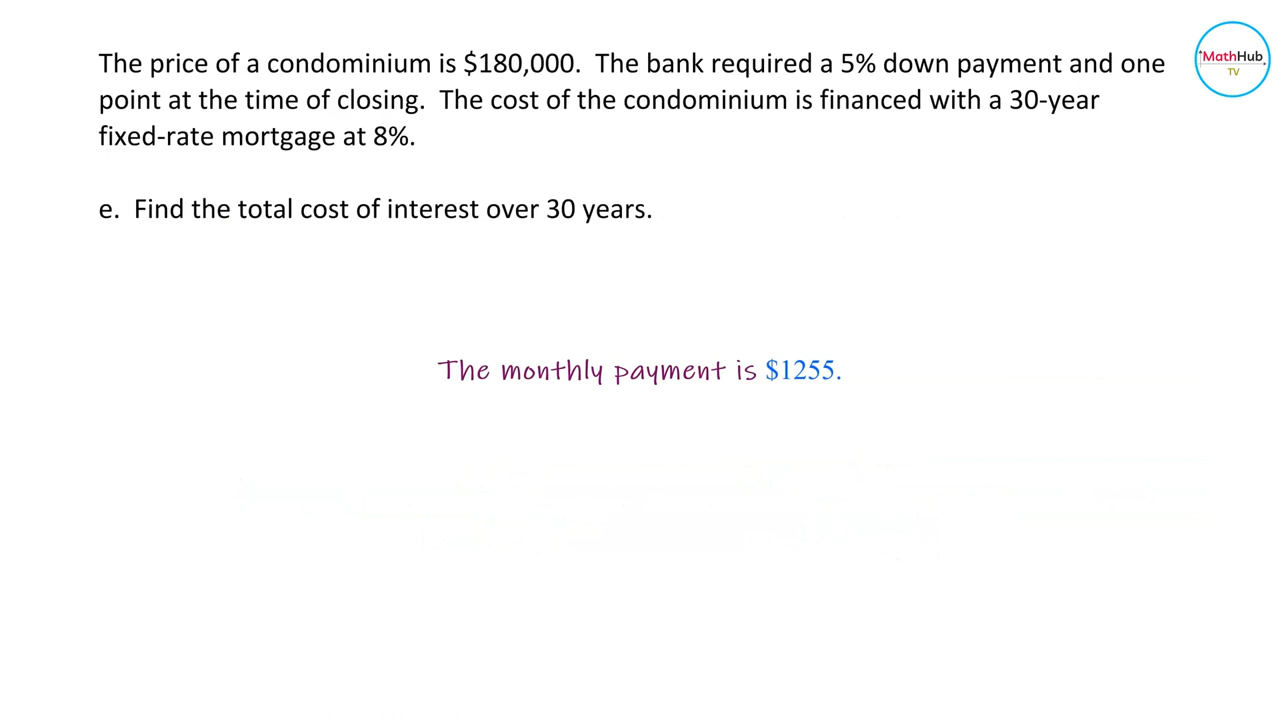 The price of a condominium is $180,000. The bank required a 5% down payment and one
point at the time of closing. The cost of the condominium is financed with a 30-year
fixed-rate mortgage at 8%.
e. Find the total cost of interest over 30 years.
The monthly payment is $1255.
MathHub
TV